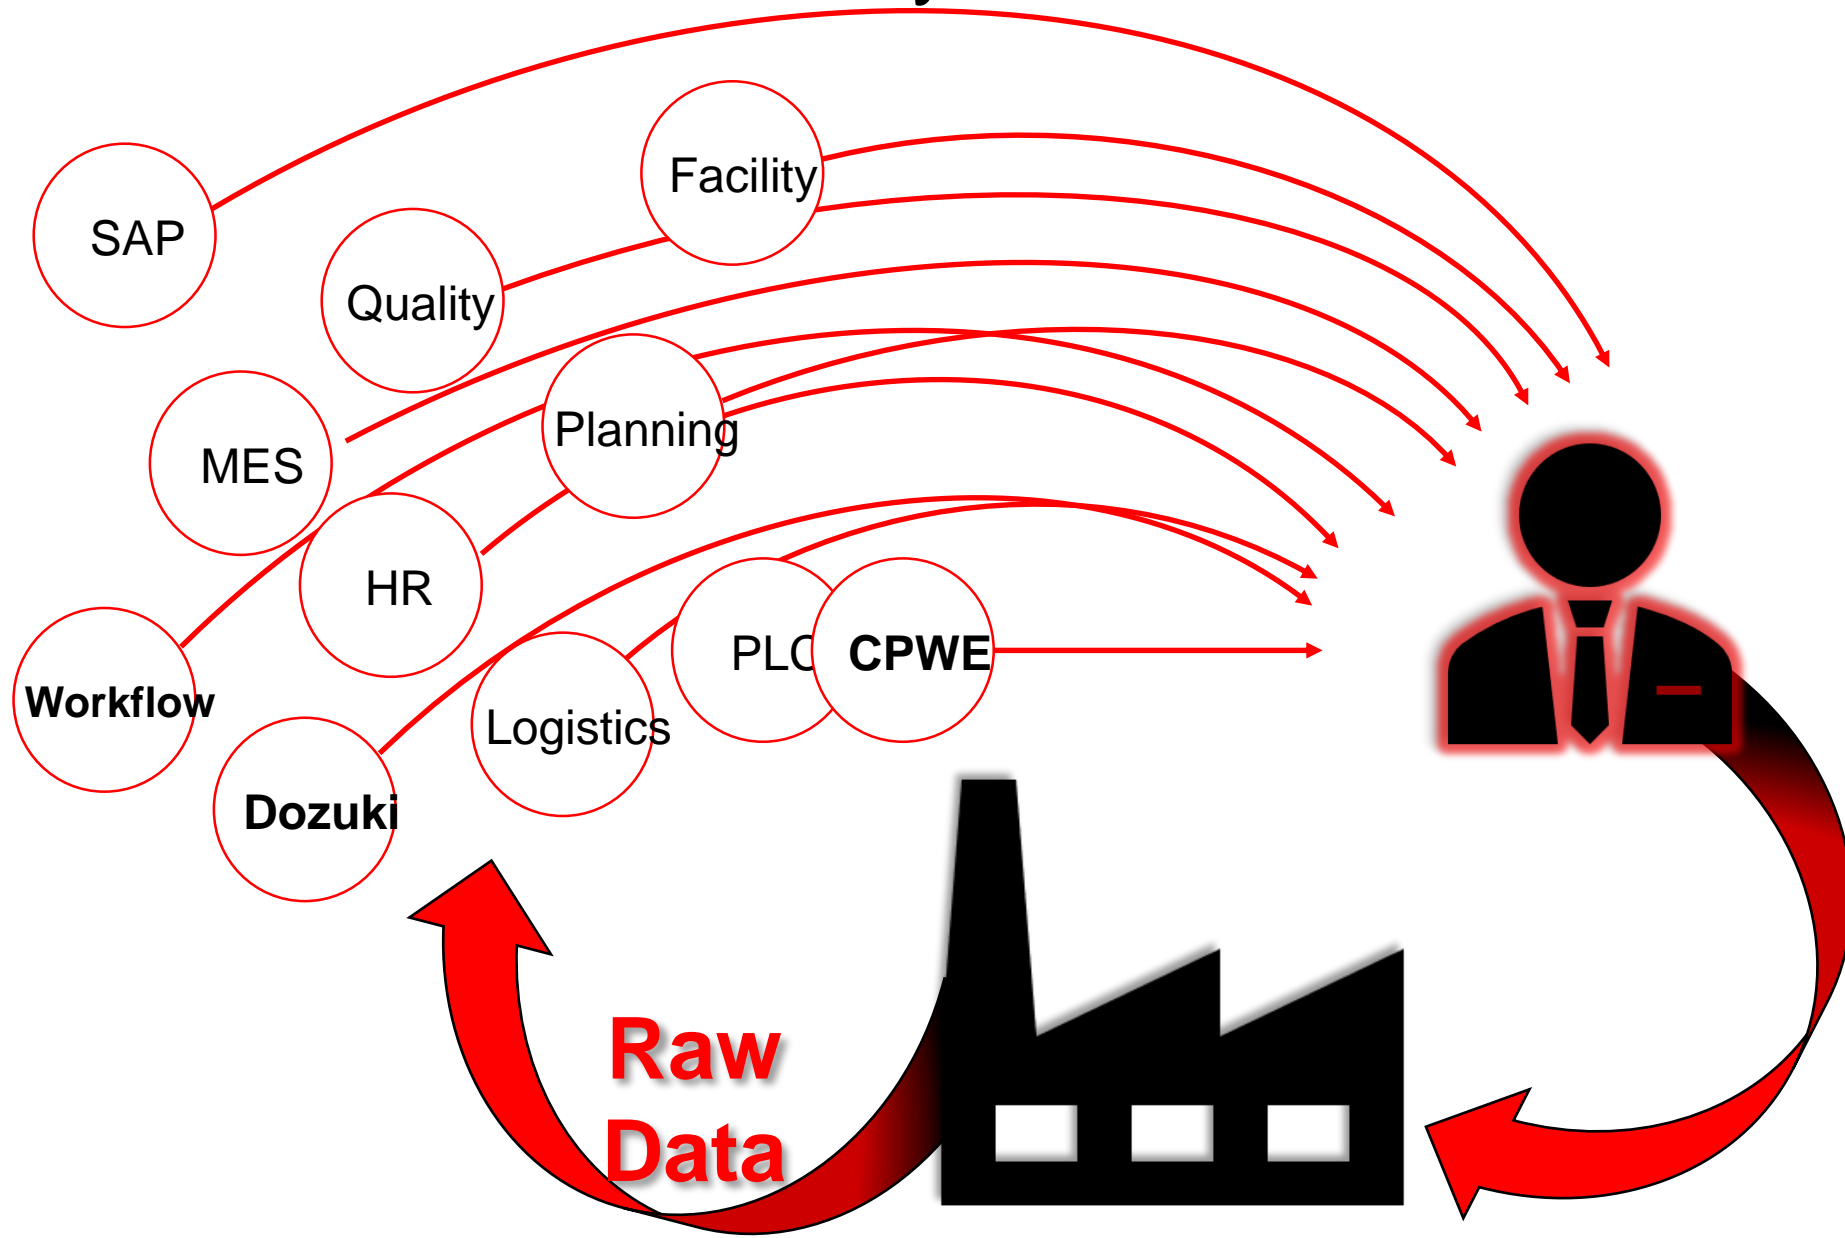 Facility
SAP
Quality
Planning
MES
HR
PLC
CPWE
Workflow
Logistics
Dozuki
Raw
Data